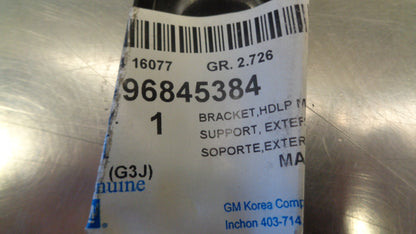 16077 GR. 2.726
96845384
1
BRACKET,HDLP M
SUPPORT, EXTER
SOPORTE,EXTER
MA
(G3J)
nuine
GM Korea Comp
Inchon 403-714